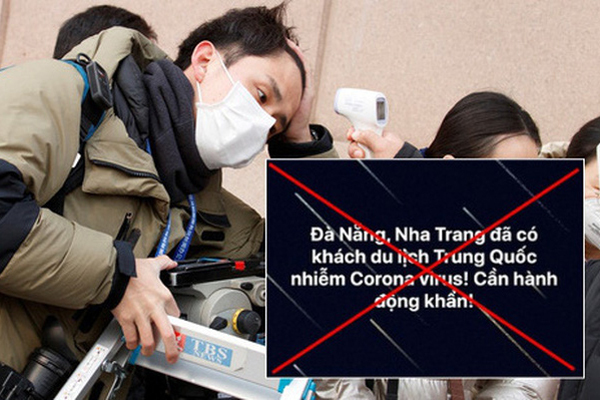 Đà Nẵng, Nha Trang đã có
khách du lịch Trung Quốc
nhiễm Corona virus! Cần hành
động khẩn!
TBS
NEWS